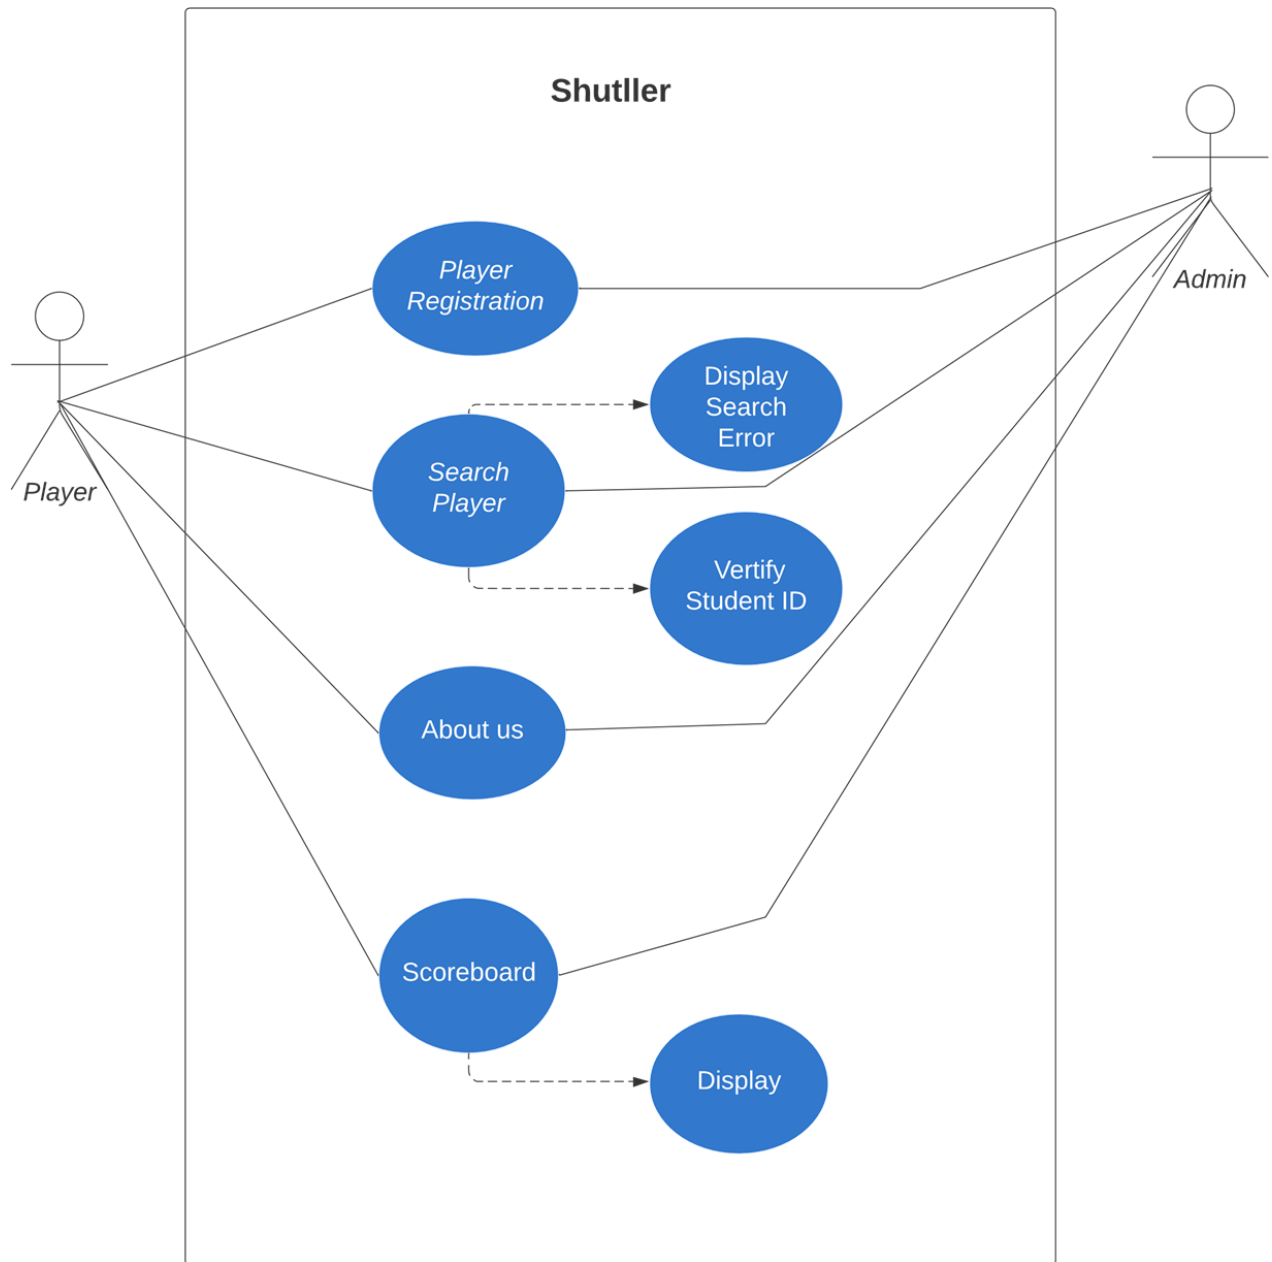 Shutller
Player
Registration
Display
Search
Error
Admin
Search
Player
Player
Vertify
Student ID
About us
Scoreboard
Display